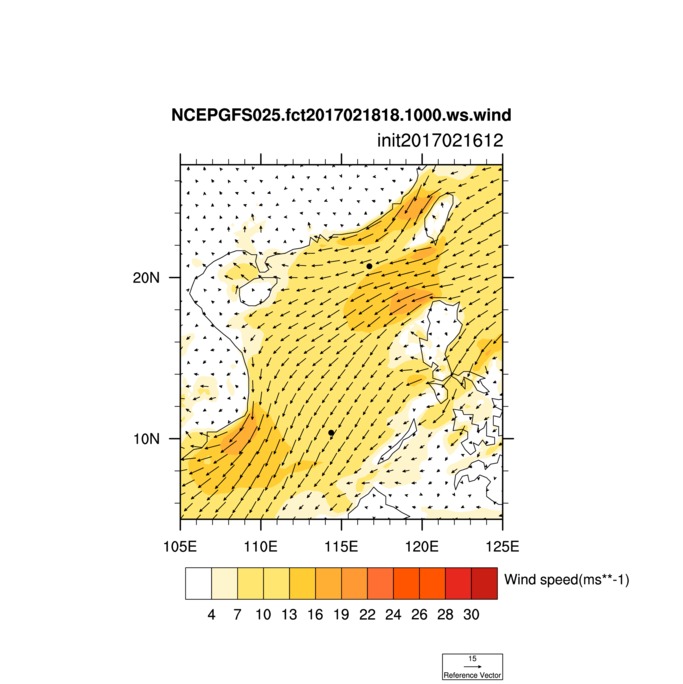 NCEPGFS025.fct2017021818.1000.ws.wind
init2017021612
20N
10N
105E 110E 115E 120E 125E
Wind speed(ms**-1)
4 7 10 13 16 19 22 24 26 28 30
15
Reference Vector